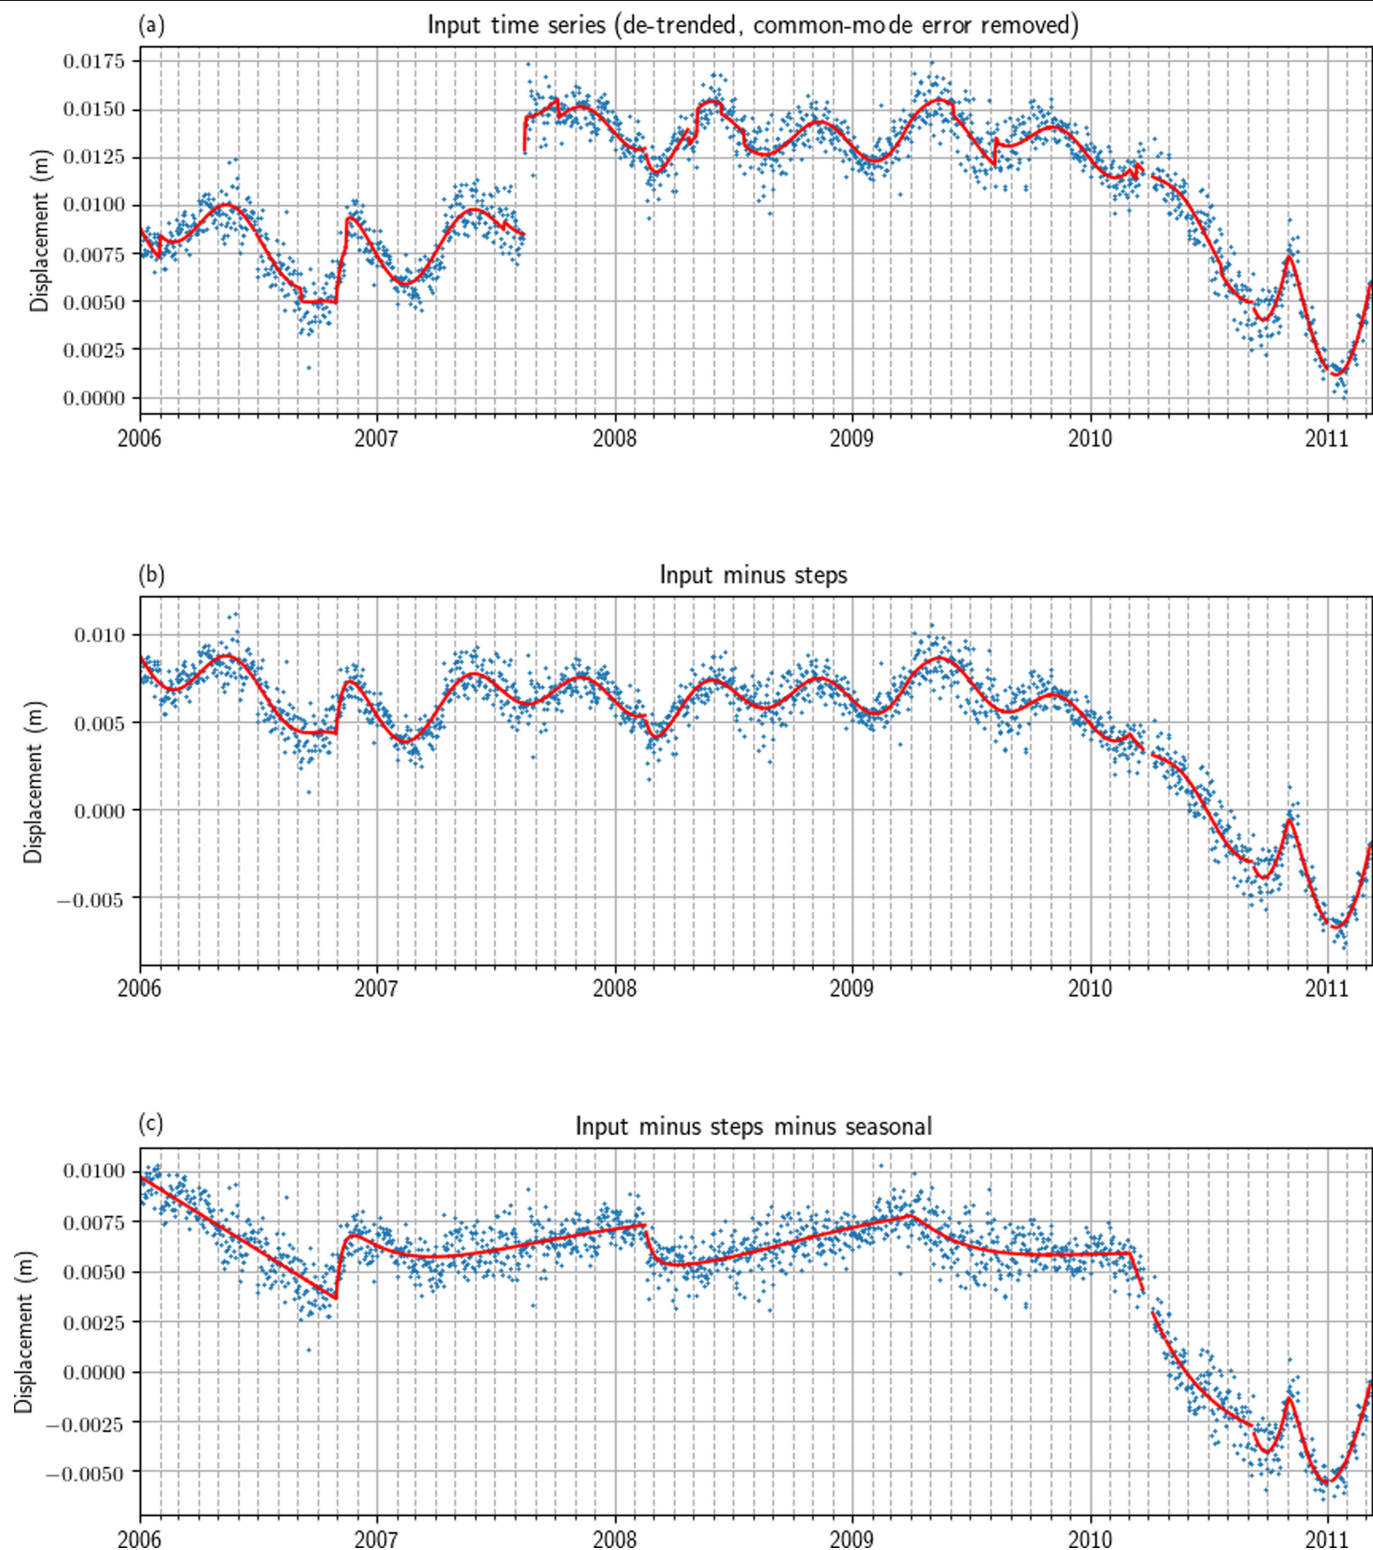 (a) Input time series (de-trended, common-mode error removed)
0.0175
0.0150
0.0125
0.0100
0.0075
0.0050
0.0025
0.0000
Displacement (m)
2006 2007 2008 2009 2010 2011
(b) Input minus steps
0.010
0.005
0.000
−0.005
Displacement (m)
2006 2007 2008 2009 2010 2011
(c) Input minus steps minus seasonal
0.0100
0.0075
0.0050
0.0025
0.0000
−0.0025
−0.0050
Displacement (m)
2006 2007 2008 2009 2010 2011